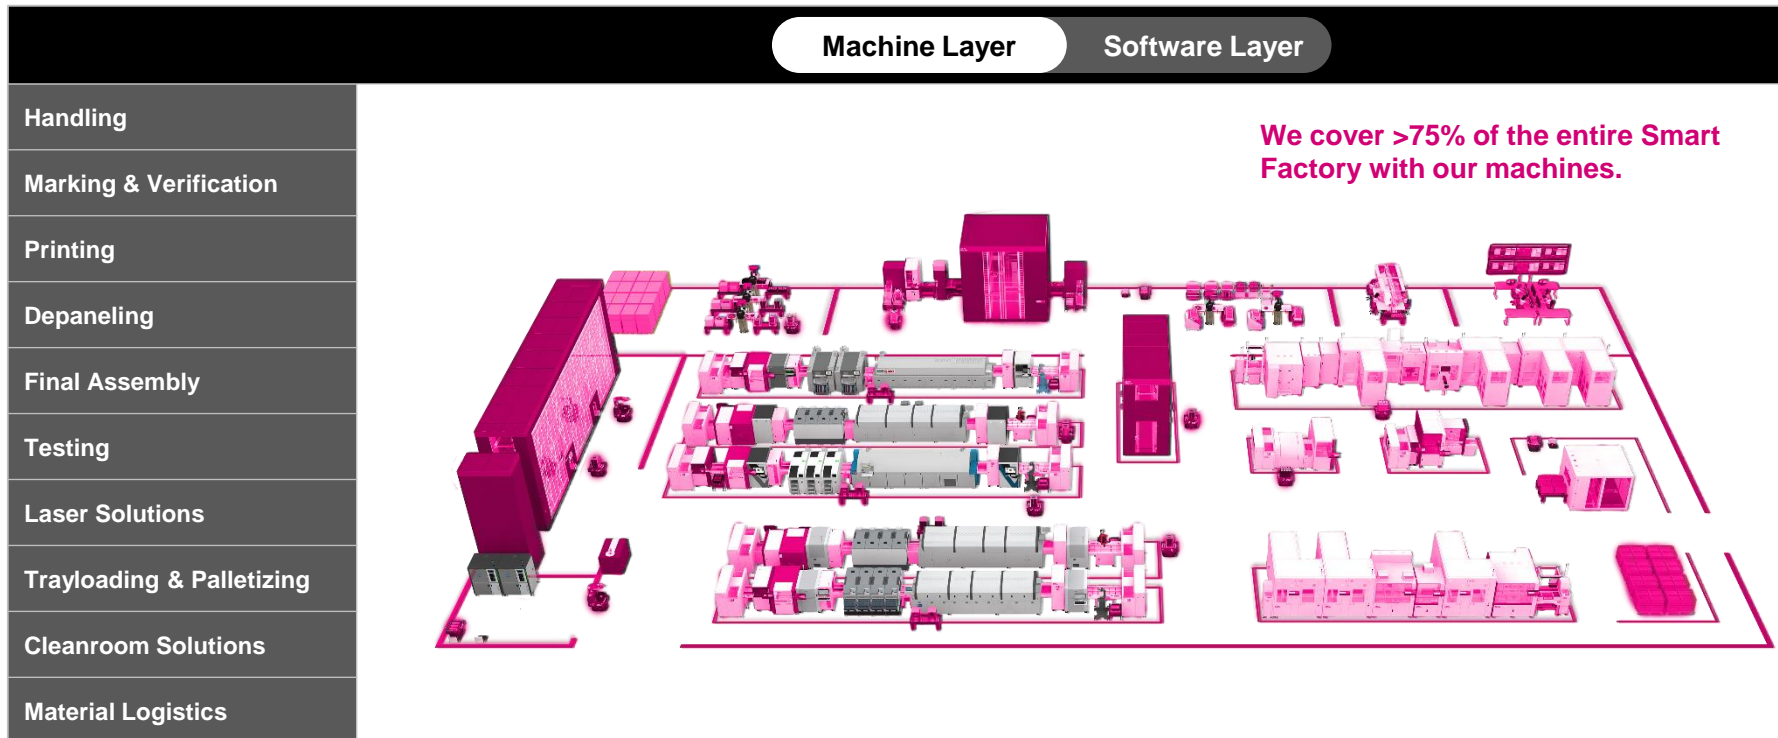 Machine Layer
Software Layer
Handling
Marking & Verification
Printing
Depaneling
Final Assembly
Testing
Laser Solutions
Trayloading & Palletizing
Cleanroom Solutions
Material Logistics
We cover >75% of the entire Smart
Factory with our machines.